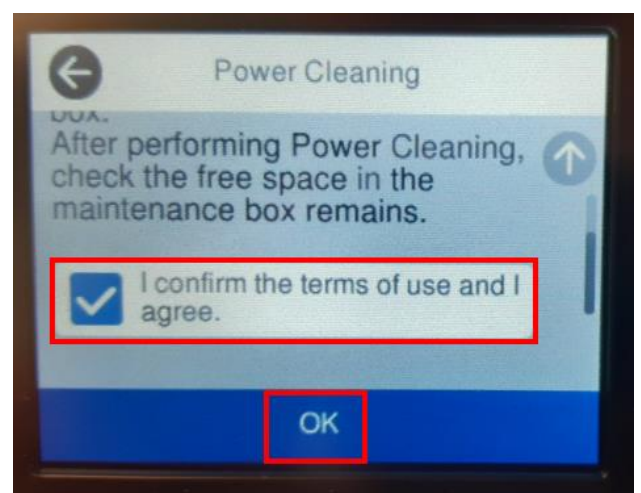 Power Cleaning
box.
After performing Power Cleaning,
check the free space in the
maintenance box remains.
I confirm the terms of use and I
agree.
OK